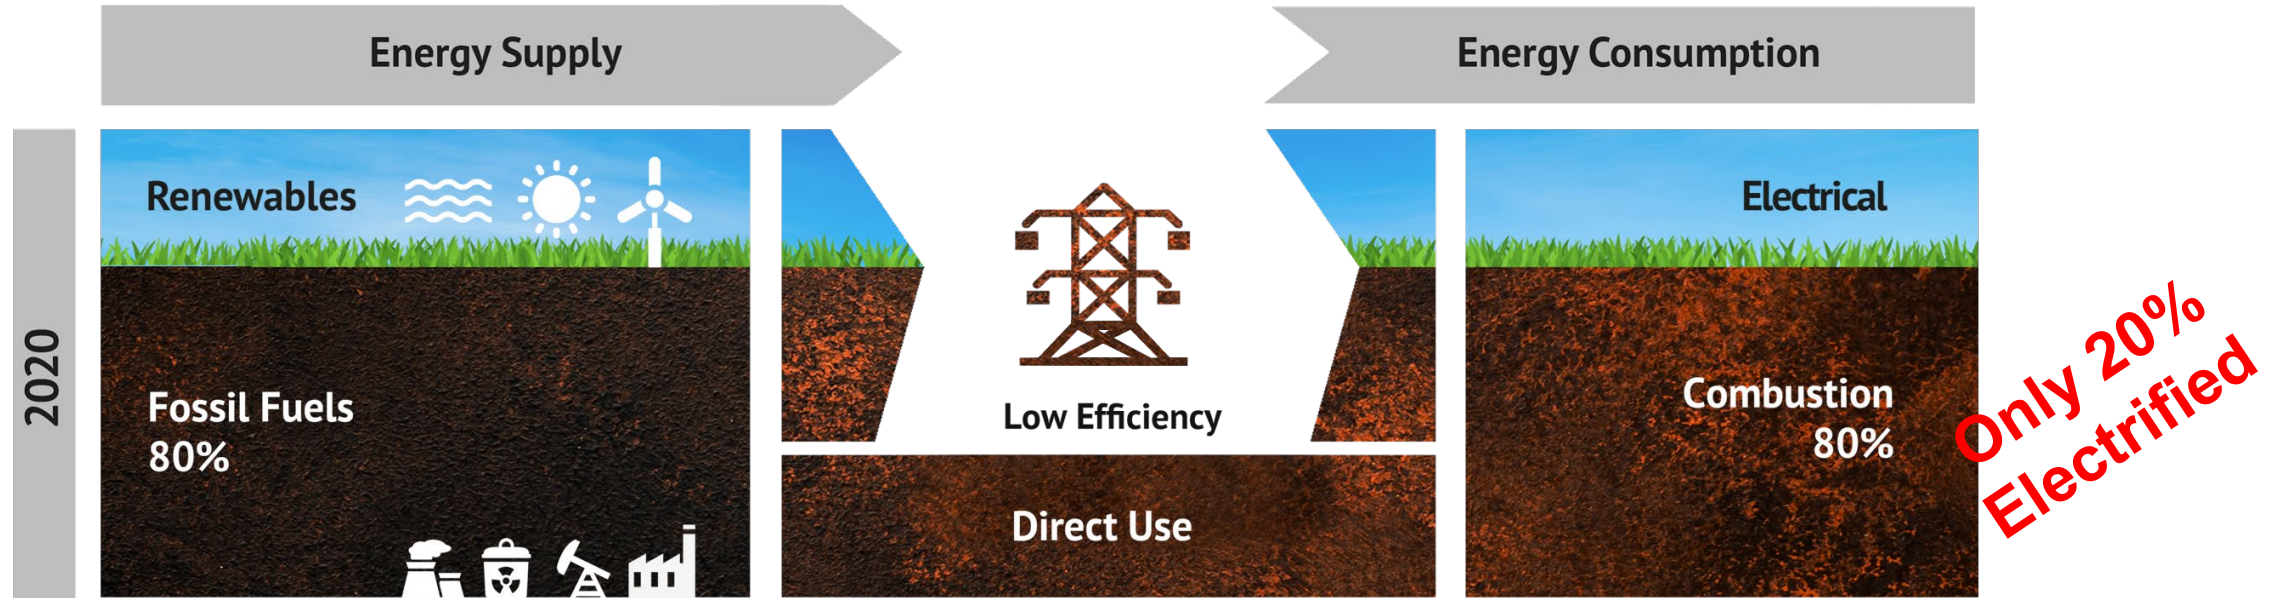 Energy Supply
Energy Consumption
2020
Renewables
Fossil Fuels
80%
Low Efficiency
Direct Use
Electrical
Combustion
80%
Only 20%
Electrified